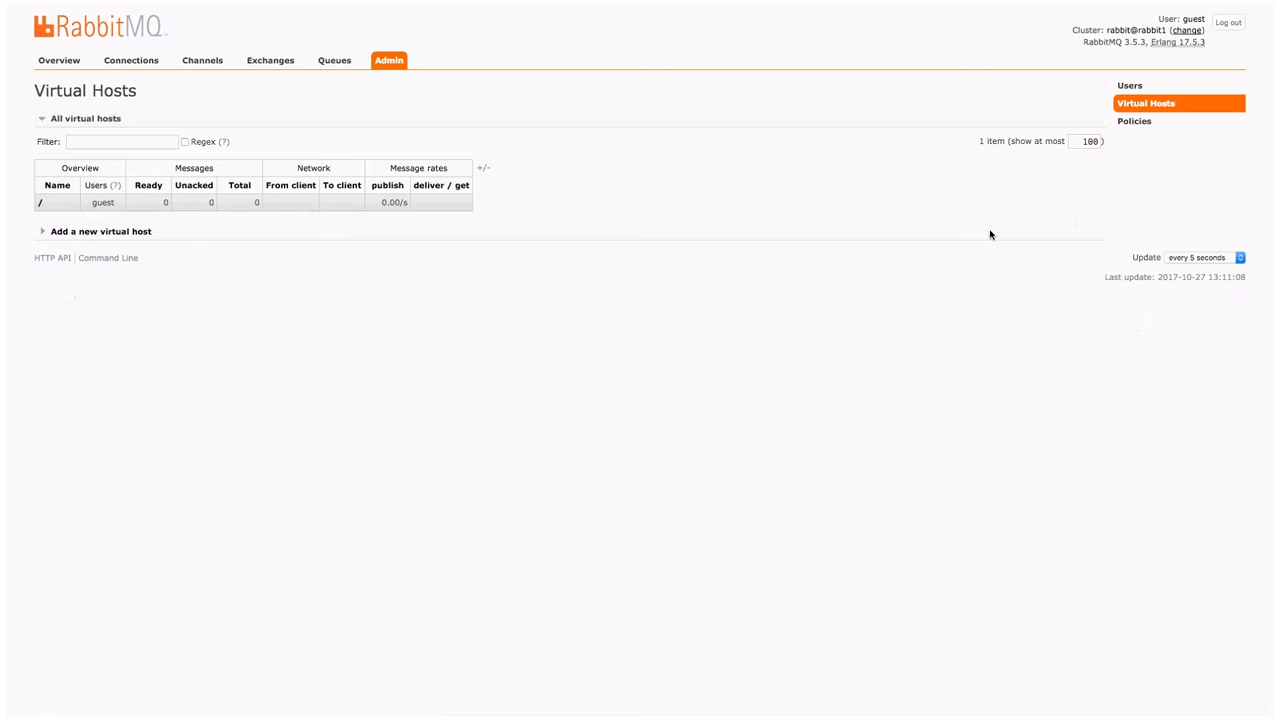 RabbitMQ
User: guest
Log out
Cluster: rabbit@rabbit1 (change)
RabbitMQ 3.5.3, Erlang 17.5.3
Overview Connections Channels Exchanges Queues Admin
Virtual Hosts
Users
Virtual Hosts
Policies
All virtual hosts
Filter: Regex (?) 1 item (show at most 100 )
Overview Messages Network Message rates +/-
Name Users (?) Ready Unacked Total From client To client publish deliver / get
/ guest 0 0 0 0.00/s
Add a new virtual host
HTTP API Command Line
Update every 5 seconds
Last update: 2017-10-27 13:11:08